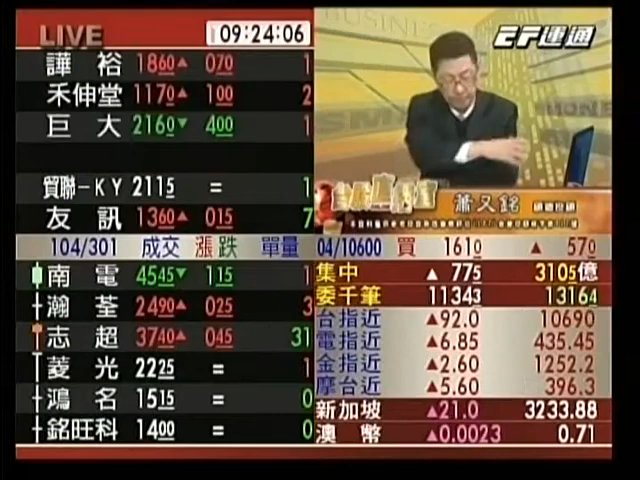 LIVE 09:24:06
EF 運通
譁裕 1860▲ 070 1
禾伸堂 1170▲ 100 2
巨大 2160▼ 400 1
貿聯-KY 2115 = 1
友訊 1360▲ 015 7
蕭又銘
104/301 成交 漲跌 單量
04/10600 買 1610 ▲ 570
南電 4545▼ 115 1
瀚荃 2490▲ 025 3
志超 3740▲ 045 31
菱光 2225 = 1
鴻名 1515 = 0
銘旺科 1400 = 0
集中 ▲ 775 3105億
委千筆 11343 13164
台指近 ▲92.0 10690
電指近 ▲6.85 435.45
金指近 ▲2.60 1252.2
摩台近 ▲5.60 396.3
新加坡 ▲21.0 3233.88
澳幣 ▲0.0023 0.71